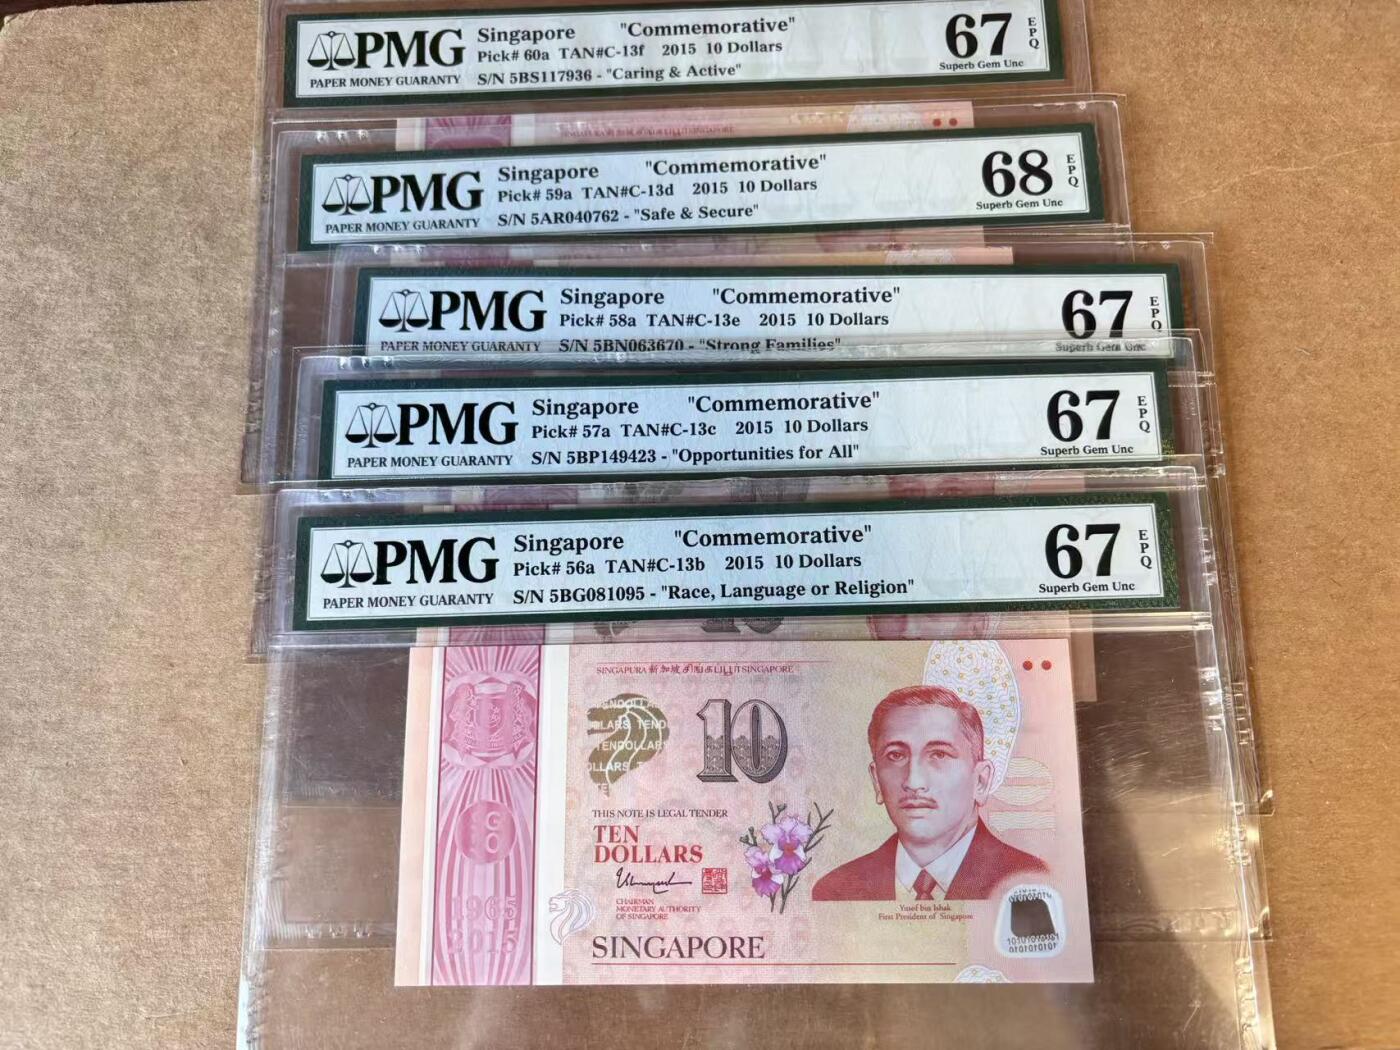 PMG
PAPER MONEY GUARANTY
Singapore "Commemorative"
Pick# 60a TAN#C-13f 2015 10 Dollars
S/N 5BS117936 - "Caring & Active"
67 EPQ
Superb Gem Unc
PMG
PAPER MONEY GUARANTY
Singapore "Commemorative"
Pick# 59a TAN#C-13d 2015 10 Dollars
S/N 5AR040762 - "Safe & Secure"
68 EPQ
Superb Gem Unc
PMG
PAPER MONEY GUARANTY
Singapore "Commemorative"
Pick# 58a TAN#C-13e 2015 10 Dollars
S/N 5BN063670 - "Strong Families"
67 EPQ
Superb Gem Unc
PMG
PAPER MONEY GUARANTY
Singapore "Commemorative"
Pick# 57a TAN#C-13c 2015 10 Dollars
S/N 5BP149423 - "Opportunities for All"
67 EPQ
Superb Gem Unc
PMG
PAPER MONEY GUARANTY
Singapore "Commemorative"
Pick# 56a TAN#C-13b 2015 10 Dollars
S/N 5BG081095 - "Race, Language or Religion"
67 EPQ
Superb Gem Unc
SINGAPURA 新加坡 சிங்கப்பூர் SINGAPORE
10
THIS NOTE IS LEGAL TENDER
TEN
DOLLARS
CHAIRMAN
MONETARY AUTHORITY
OF SINGAPORE
SINGAPORE
1965
2015
Yusof bin Ishak
First President of Singapore